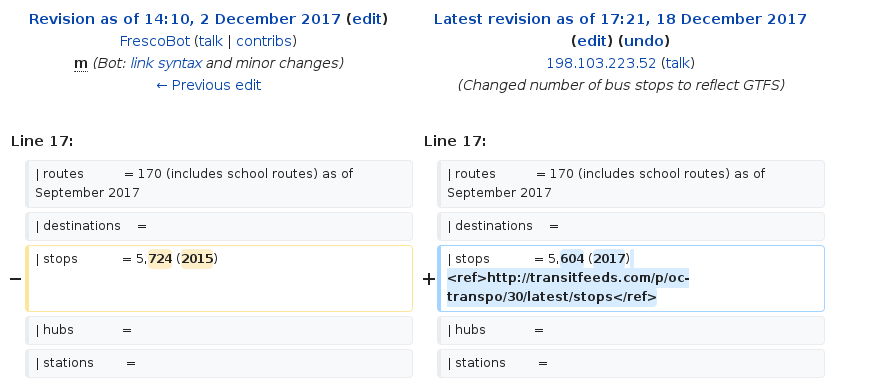 Revision as of 14:10, 2 December 2017 (edit)
FrescoBot (talk | contribs)
m (Bot: link syntax and minor changes)
← Previous edit
Latest revision as of 17:21, 18 December 2017
(edit) (undo)
198.103.223.52 (talk)
(Changed number of bus stops to reflect GTFS)
Line 17:
Line 17:
| routes = 170 (includes school routes) as of
September 2017
| routes = 170 (includes school routes) as of
September 2017
| destinations =
| destinations =
− | stops = 5,724 (2015)
+ | stops = 5,604 (2017)
<ref>http://transitfeeds.com/p/oc-
transpo/30/latest/stops</ref>
| hubs =
| hubs =
| stations =
| stations =